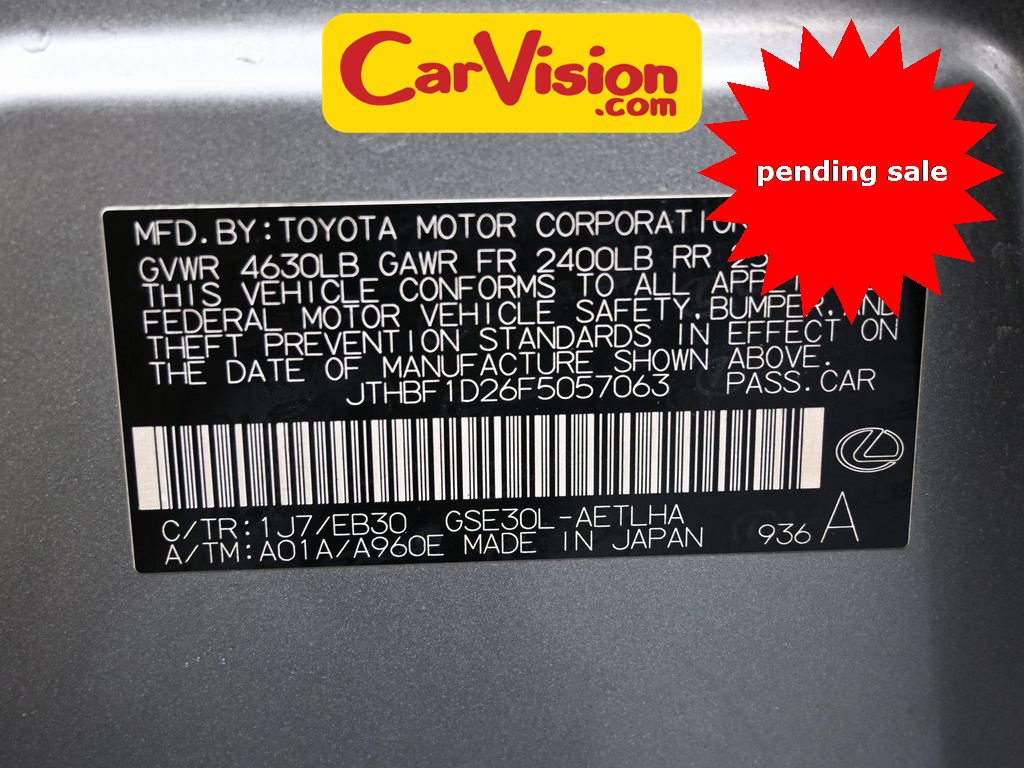 CarVision
.com
pending sale
MFD.BY:TOYOTA MOTOR CORPORATION
GVWR 4630LB GAWR FR 2400LB RR
THIS VEHICLE CONFORMS TO ALL
FEDERAL MOTOR VEHICLE SAFETY.BUMPER.AND
THEFT PREVENTION STANDARDS IN EFFECT ON
THE DATE OF MANUFACTURE SHOWN ABOVE.
JTHBF1D26F5057063 PASS.CAR
C/TR:1J7/EB30 GSE30L-AETLHA
A/TM:A01A/A960E MADE IN JAPAN 936 A